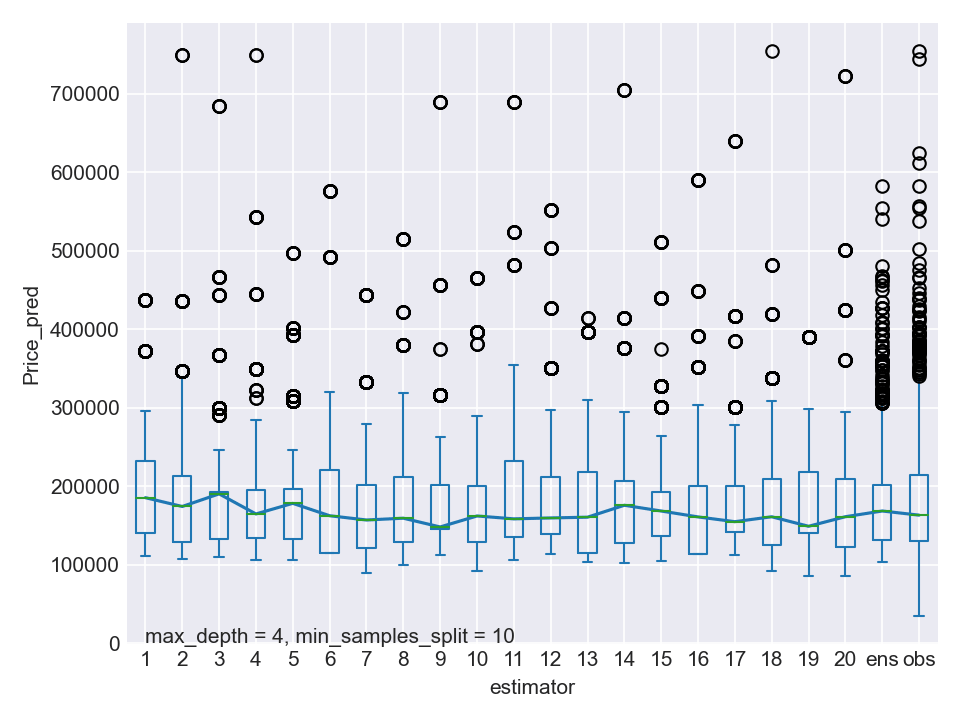 700000
600000
500000
400000
300000
200000
100000
0
Price_pred
max_depth = 4, min_samples_split = 10
1 2 3 4 5 6 7 8 9 10 11 12 13 14 15 16 17 18 19 20 ens obs
estimator